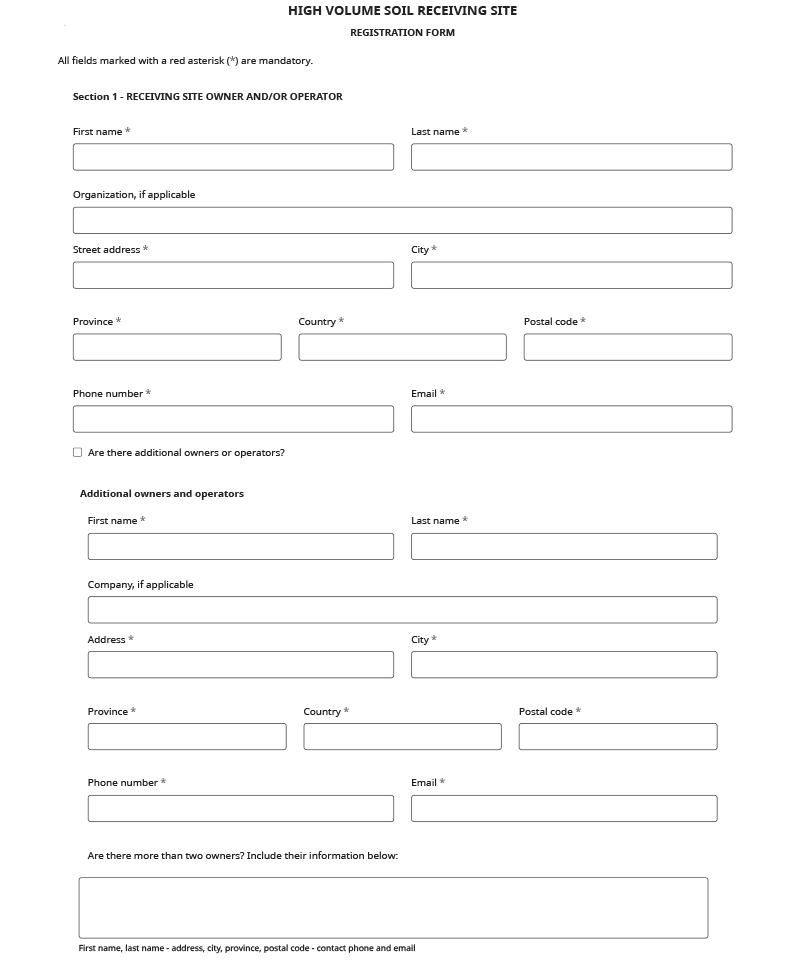 HIGH VOLUME SOIL RECEIVING SITE
REGISTRATION FORM
All fields marked with a red asterisk (*) are mandatory.
Section 1 - RECEIVING SITE OWNER AND/OR OPERATOR
First name * Last name *
Organization, if applicable
Street address * City *
Province * Country * Postal code *
Phone number * Email *
Are there additional owners or operators?
Additional owners and operators
First name * Last name *
Company, if applicable
Address * City *
Province * Country * Postal code *
Phone number * Email *
Are there more than two owners? Include their information below:
First name, last name - address, city, province, postal code - contact phone and email